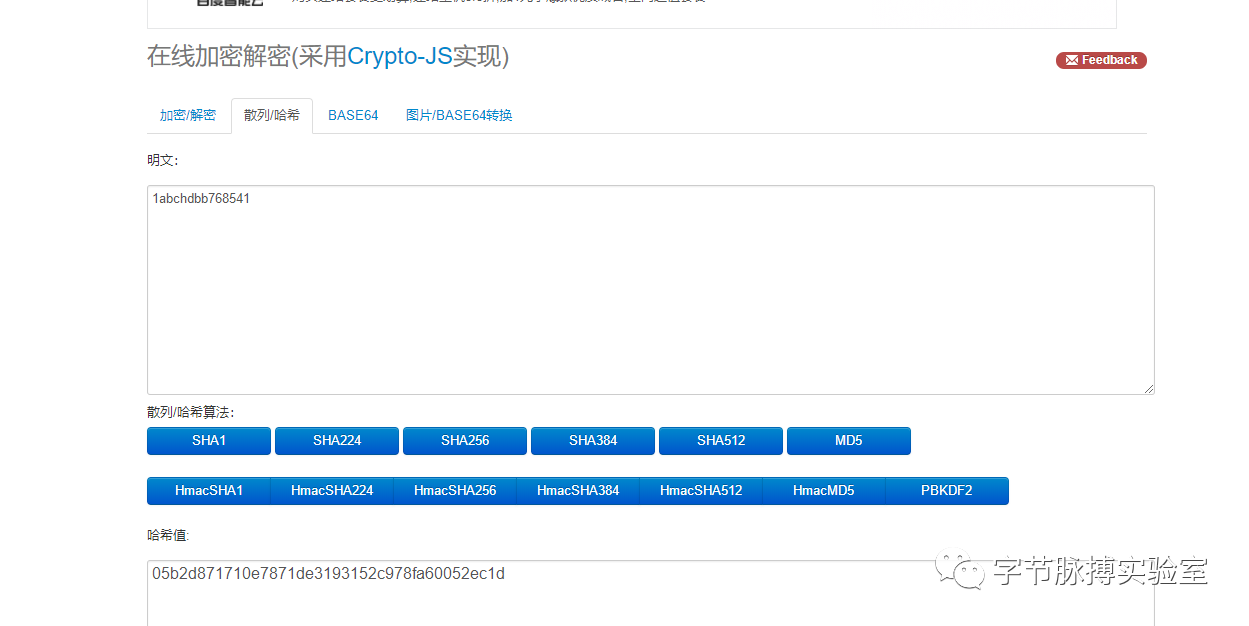 在线加密解密(采用Crypto-JS实现)
Feedback
加密/解密 散列/哈希 BASE64 图片/BASE64转换
明文:
1abchdbb768541
散列/哈希算法:
SHA1 SHA224 SHA256 SHA384 SHA512 MD5
HmacSHA1 HmacSHA224 HmacSHA256 HmacSHA384 HmacSHA512 HmacMD5 PBKDF2
哈希值:
05b2d871710e7871de3193152c978fa60052ec1d
字节脉搏实验室